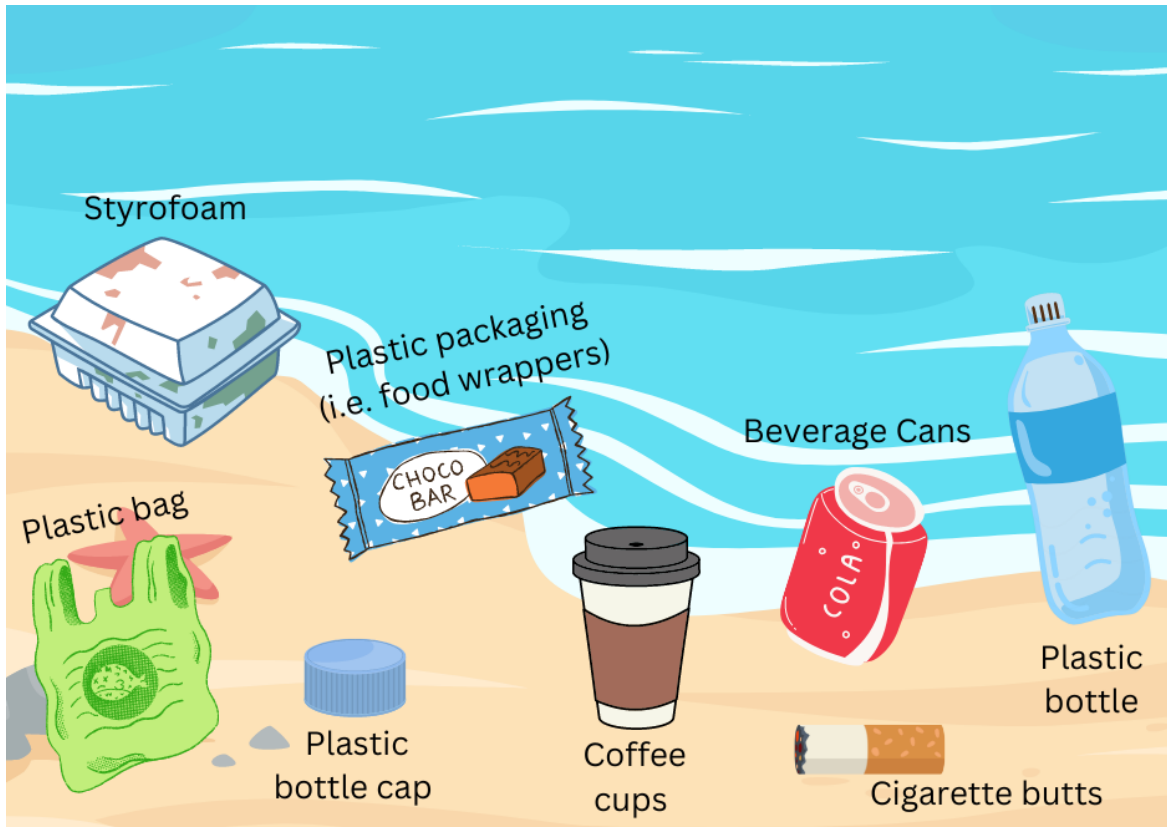 Styrofoam
Plastic packaging
(i.e. food wrappers)
CHOCO
BAR
Beverage Cans
COLA
Plastic bag
Plastic
bottle
Plastic
bottle cap
Coffee
cups
Cigarette butts